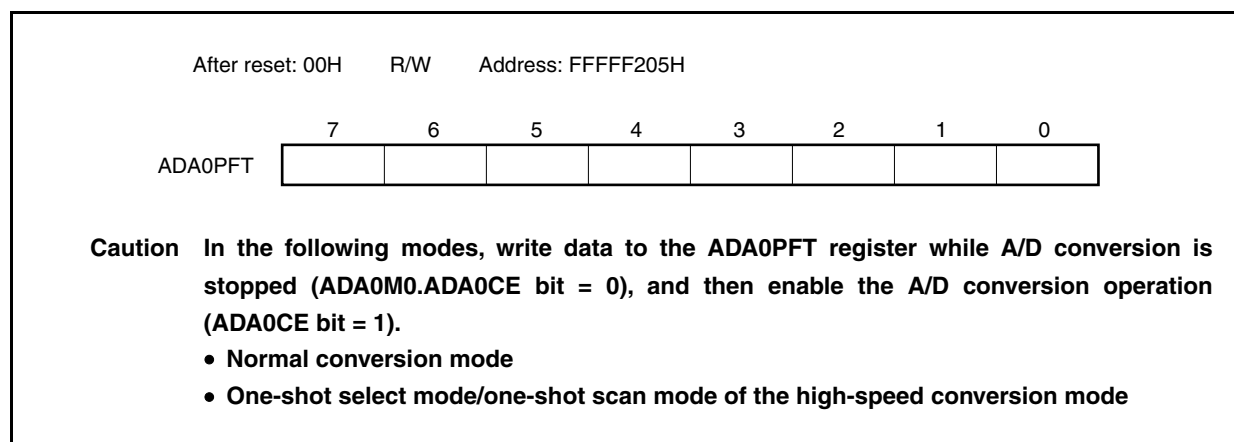 After reset: 00H R/W Address: FFFFF205H
7 6 5 4 3 2 1 0
ADA0PFT
Caution In the following modes, write data to the ADA0PFT register while A/D conversion is
stopped (ADA0M0.ADA0CE bit = 0), and then enable the A/D conversion operation
(ADA0CE bit = 1).
• Normal conversion mode
• One-shot select mode/one-shot scan mode of the high-speed conversion mode